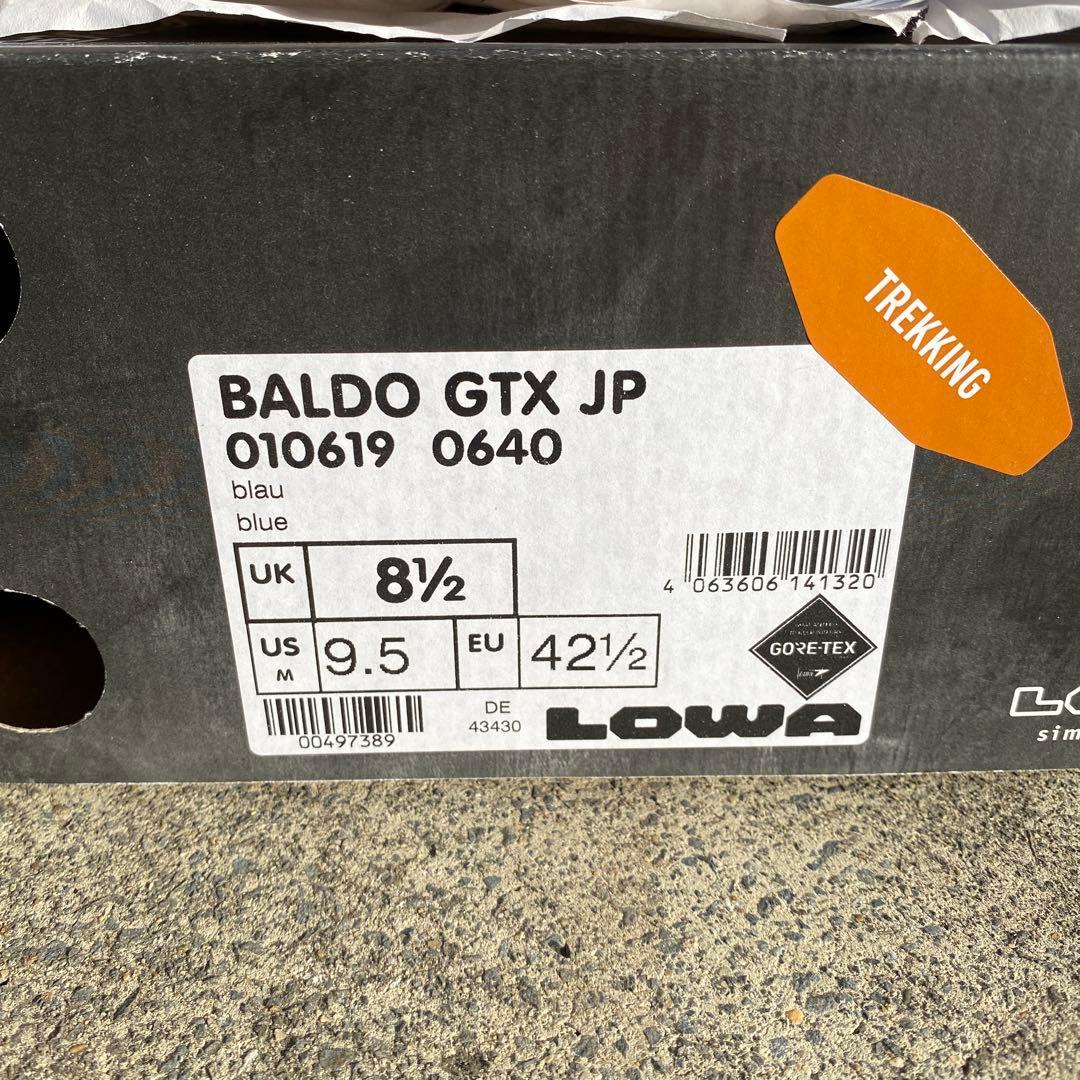 TREKKING
BALDO GTX JP
010619 0640
blau
blue
UK 8½
US M 9.5 EU 42½
4 063606 141320
GORE-TEX
00497389
DE
43430
LOWA
sim